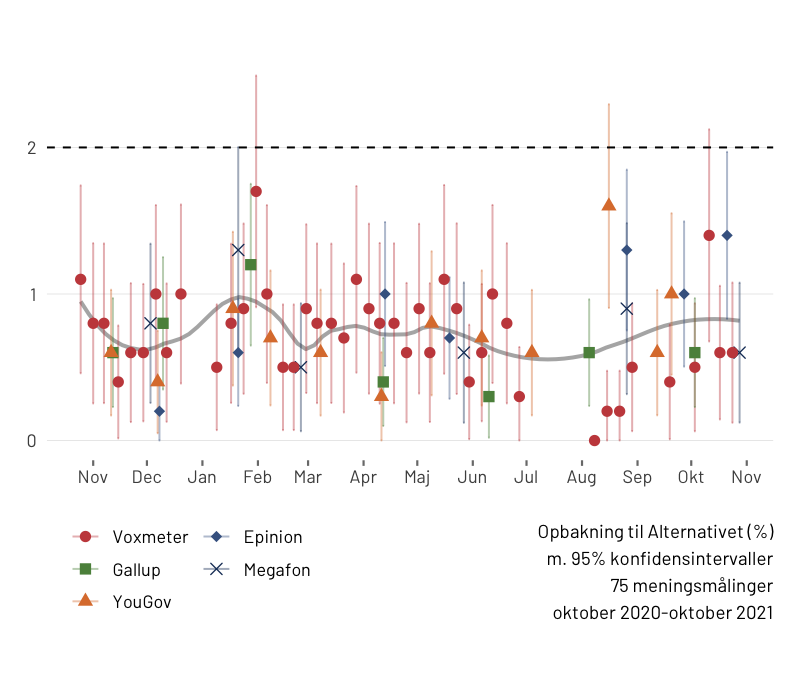 2
1
0
Nov Dec Jan Feb Mar Apr Maj Jun Jul Aug Sep Okt Nov
Voxmeter
Gallup
YouGov
Epinion
Megafon
Opbakning til Alternativet (%)
m. 95% konfidensintervaller
75 meningsmålinger
oktober 2020-oktober 2021